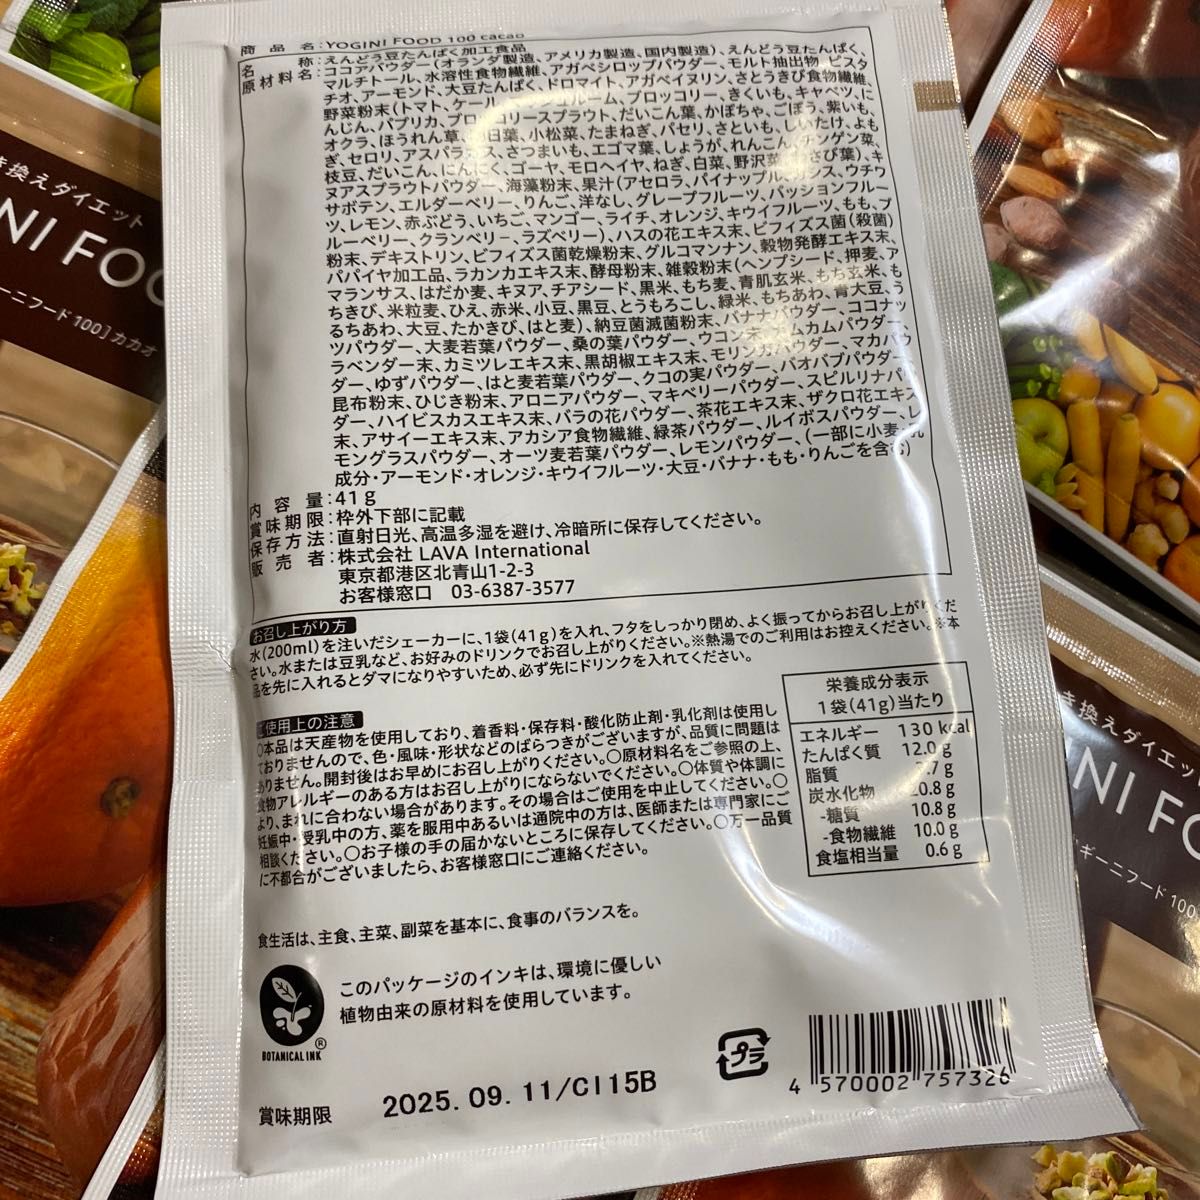 商品名:YOGINI FOOD 100 cacao
名称:えんどう豆たんぱく加工食品
原材料名:ココアパウダー(オランダ製造、アメリカ製造、国内製造)、えんどう豆たんぱく、
マルチトール、水溶性食物繊維、アガベシロップパウダー、モルト抽出物、ピスタ
チオ、アーモンド、大豆たんぱく、ドロマイト、アガベイヌリン、さとうきび食物繊維、
野菜粉末(トマト、ケール、マッシュルーム、ブロッコリー、きくいも、キャベツ、に
んじん、パプリカ、ブロッコリースプラウト、だいこん葉、かぼちゃ、ごぼう、紫いも、
オクラ、ほうれん草、明日葉、小松菜、たまねぎ、パセリ、さといも、しいたけ、よも
ぎ、セロリ、アスパラガス、さつまいも、エゴマ葉、しょうが、れんこん、チンゲン菜、
枝豆、だいこん、にんにく、ゴーヤ、モロヘイヤ、ねぎ、白菜、野沢菜、わさび葉)、キ
ヌアスプラウトパウダー、海藻粉末、果汁(アセロラ、パイナップル、プルーンス、ウチワ
サボテン、エルダーベリー、りんご、洋なし、グレープフルーツ、パッションフルー
ツ、レモン、赤ぶどう、いちご、マンゴー、ライチ、オレンジ、キウイフルーツ、もも、ブ
ルーベリー、クランベリー、ラズベリー)、ハスの花エキス末、ビフィズス菌(殺菌)
粉末、デキストリン、ビフィズス菌乾燥粉末、グルコマンナン、穀物発酵エキス末、
パパイヤ加工品、ラカンカエキス末、酵母粉末、雑穀粉末(ヘンプシード、押麦、ア
マランサス、はだか麦、キヌア、チアシード、黒米、もち麦、青肌玄米、もち玄米、も
ちきび、米粒麦、ひえ、赤米、小豆、黒豆、とうもろこし、緑米、もちあわ、青大豆、う
るちあわ、大豆、たかきび、はと麦)、納豆菌滅菌粉末、バナナパウダー、ココナッ
ツパウダー、大麦若葉パウダー、桑の葉パウダー、ウコン末、カムカムパウダー、
ラベンダー末、カミツレエキス末、黒胡椒エキス末、モリンガパウダー、マカパウ
ダー、ゆずパウダー、はと麦若葉パウダー、クコの実パウダー、バオバブパウダー、
昆布粉末、ひじき粉末、アロニアパウダー、マキベリーパウダー、スピルリナパウ
ダー、ハイビスカスエキス末、バラの花パウダー、茶花エキス末、ザクロ花エキス
末、アサイーエキス末、アカシア食物繊維、緑茶パウダー、ルイボスパウダー、レ
モングラスパウダー、オーツ麦若葉パウダー、レモンパウダー、(一部に小麦・乳
成分・アーモンド・オレンジ・キウイフルーツ・大豆・バナナ・もも・りんごを含む)
内容量:41g
賞味期限:枠外下部に記載
保存方法:直射日光、高温多湿を避け、冷暗所に保存してください。
販売者:株式会社 LAVA International
東京都港区北青山1-2-3
お客様窓口 03-6387-3577
お召し上がり方
水(200ml)を注いだシェーカーに、1袋(41g)を入れ、フタをしっかり閉め、よく振ってからお召し上がりくだ
さい。水または豆乳など、お好みのドリンクでお召し上がりください。※熱湯でのご利用はお控えください。※本
品を先に入れるとダマになりやすいため、必ず先にドリンクを入れてください。
ご使用上の注意
○本品は天産物を使用しており、着香料・保存料・酸化防止剤・乳化剤は使用し
ておりませんので、色・風味・形状などのばらつきがございますが、品質に問題は
ありません。開封後はお早めにお召し上がりください。○原材料名をご参照の上、
食物アレルギーのある方はお召し上がりにならないでください。○体質や体調に
より、まれに合わない場合があります。その場合はご使用を中止してください。○
妊娠中・授乳中の方、薬を服用中あるいは通院中の方は、医師または専門家にご
相談ください。○お子様の手の届かないところに保存してください。○万一品質
に不都合がございましたら、お客様窓口にご連絡ください。
栄養成分表示
1袋(41g)当たり
エネルギー 130 kcal
たんぱく質 12.0 g
脂質 .7 g
炭水化物 20.8 g
-糖質 10.8 g
-食物繊維 10.0 g
食塩相当量 0.6 g
食生活は、主食、主菜、副菜を基本に、食事のバランスを。
このパッケージのインキは、環境に優しい
植物由来の原材料を使用しています。
BOTANICAL INK®
プラ
4 570002 757326
賞味期限 2025.09.11/CI15B
き換えダイエット
NI FOO
ーニフード100]カカオ
き換えダイエッ
NI FO
ギーニフード100